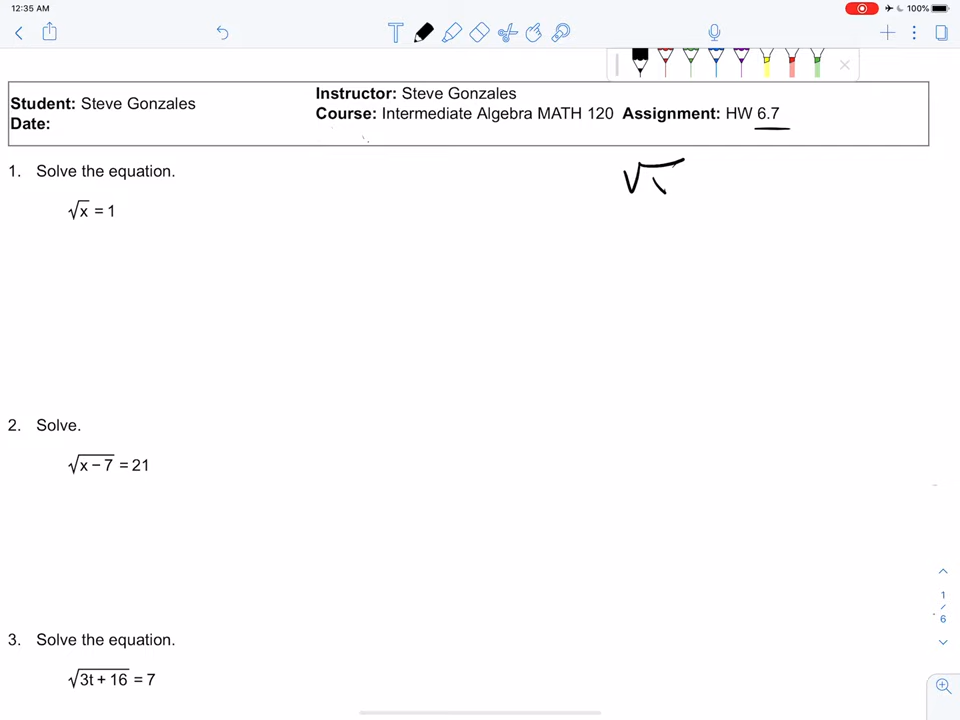 12:35 AM
100%
Student: Steve Gonzales
Date:
Instructor: Steve Gonzales
Course: Intermediate Algebra MATH 120 Assignment: HW 6.7
1. Solve the equation.
√x = 1
2. Solve.
√x − 7 = 21
1
/
6
3. Solve the equation.
√3t + 16 = 7